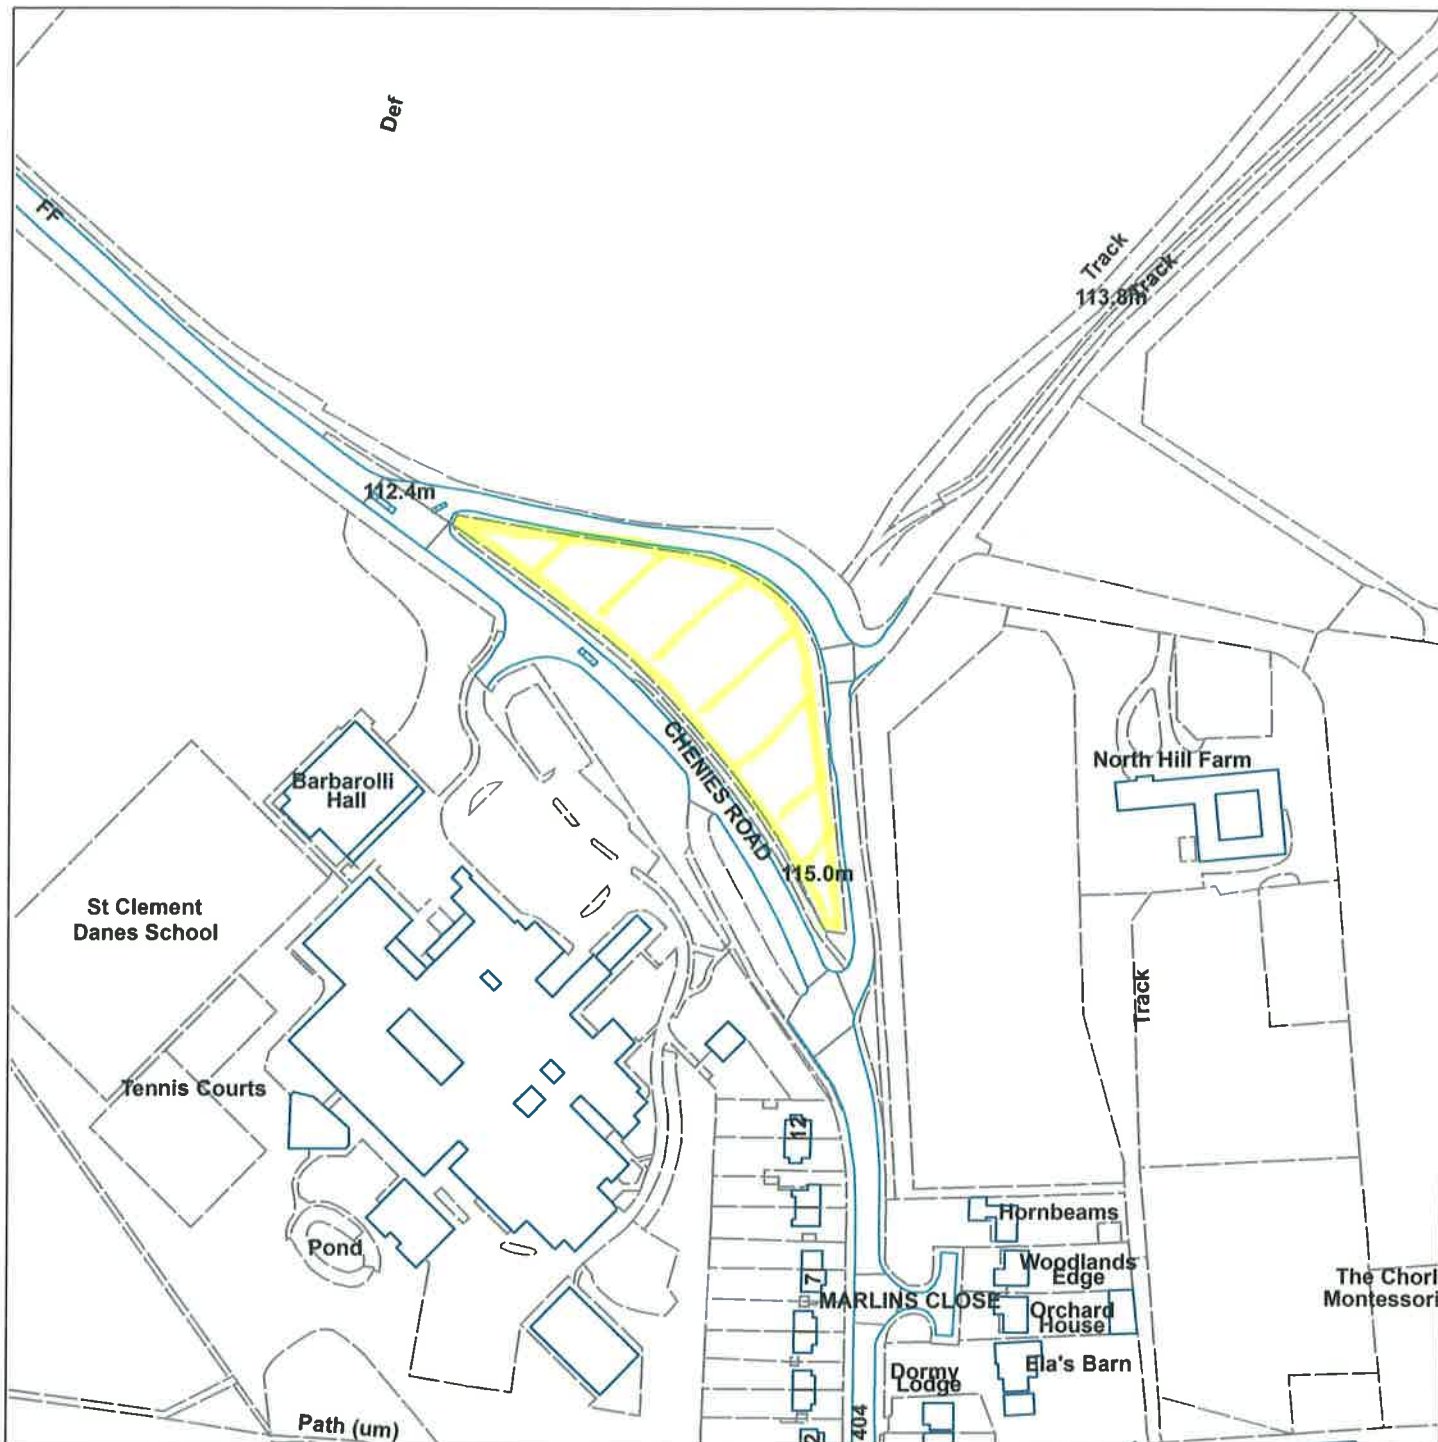 Def
FF
Track
Track
113.8m
112.4m
CHENIES ROAD
North Hill Farm
Barbarolli
Hall
115.0m
St Clement
Danes School
Track
Tennis Courts
12
Pond
Hornbeams
Woodlands
Edge
7
MARLINS CLOSE
Orchard
House
The Chorl
Montessori
Ela's Barn
Dormy
Lodge
Path (um)
2
404